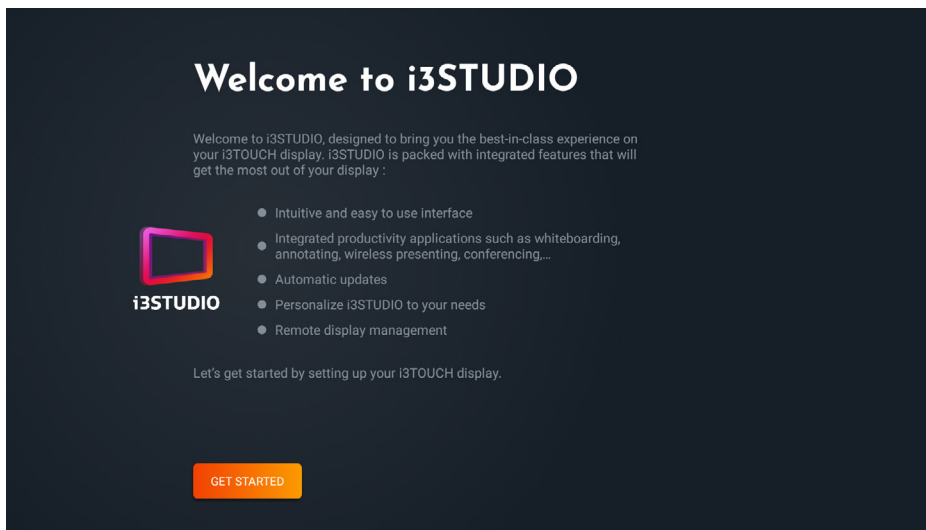 Welcome to i3STUDIO
Welcome to i3STUDIO, designed to bring you the best-in-class experience on
your i3TOUCH display. i3STUDIO is packed with integrated features that will
get the most out of your display :
Intuitive and easy to use interface
Integrated productivity applications such as whiteboarding,
annotating, wireless presenting, conferencing,...
Automatic updates
Personalize i3STUDIO to your needs
Remote display management
i3STUDIO
Let's get started by setting up your i3TOUCH display.
GET STARTED